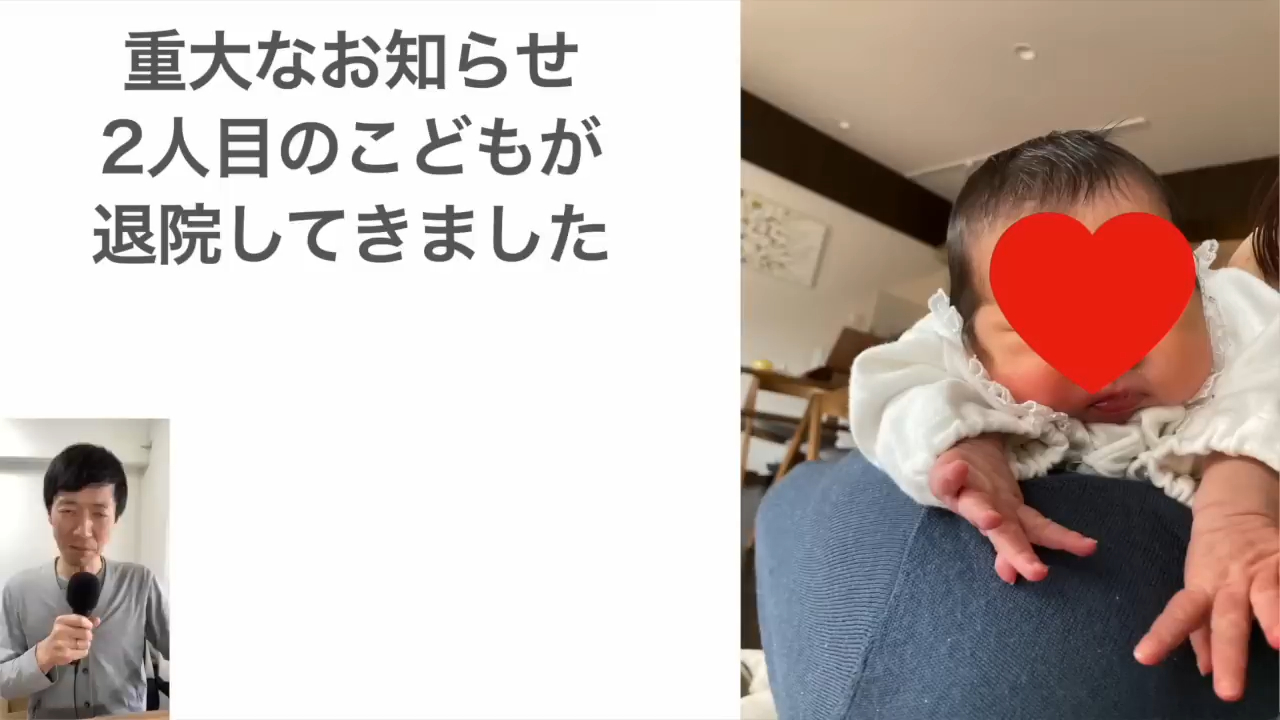 重大なお知らせ
2人目のこどもが
退院してきました